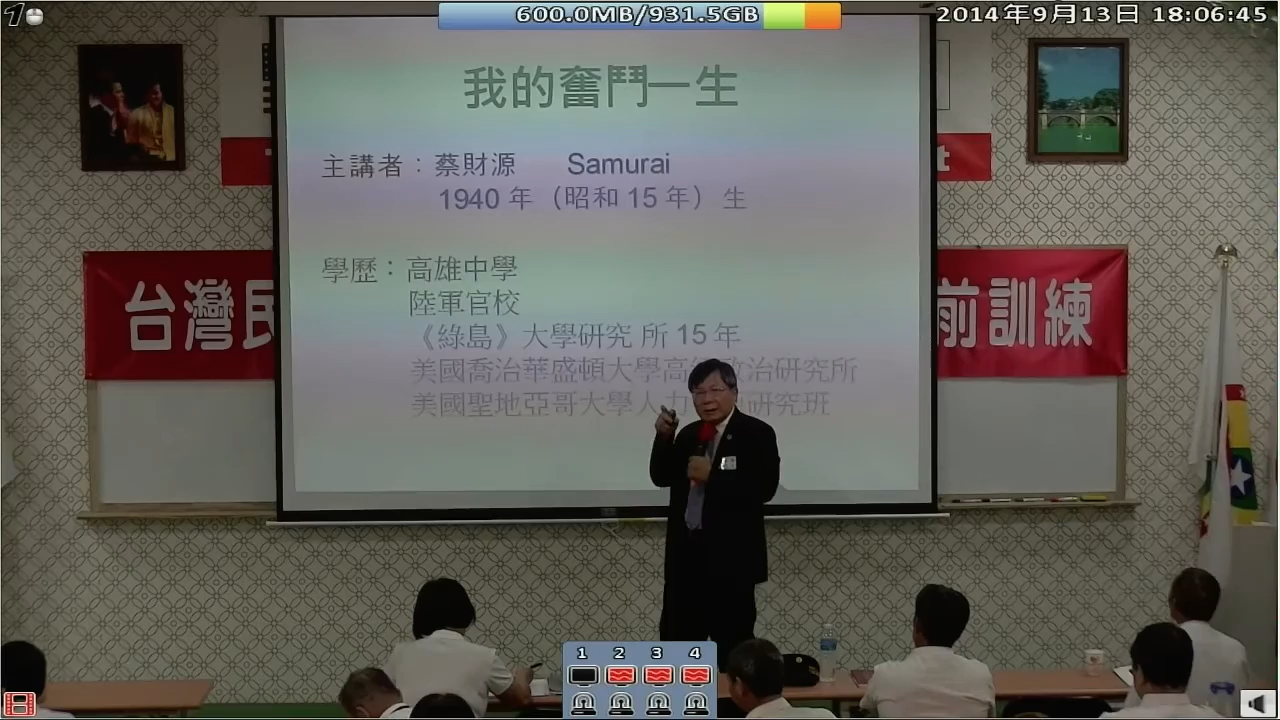 1
600.0MB/931.5GB
2014年9月13日 18:06:45
我的奮鬥一生
主講者：蔡財源 Samurai
1940 年（昭和 15 年）生
學歷：高雄中學
陸軍官校
《綠島》大學研究 所 15 年
美國喬治華盛頓大學高 政治研究所
美國聖地亞哥大學人力 研究班
t
台灣民
前訓練
1 2 3 4